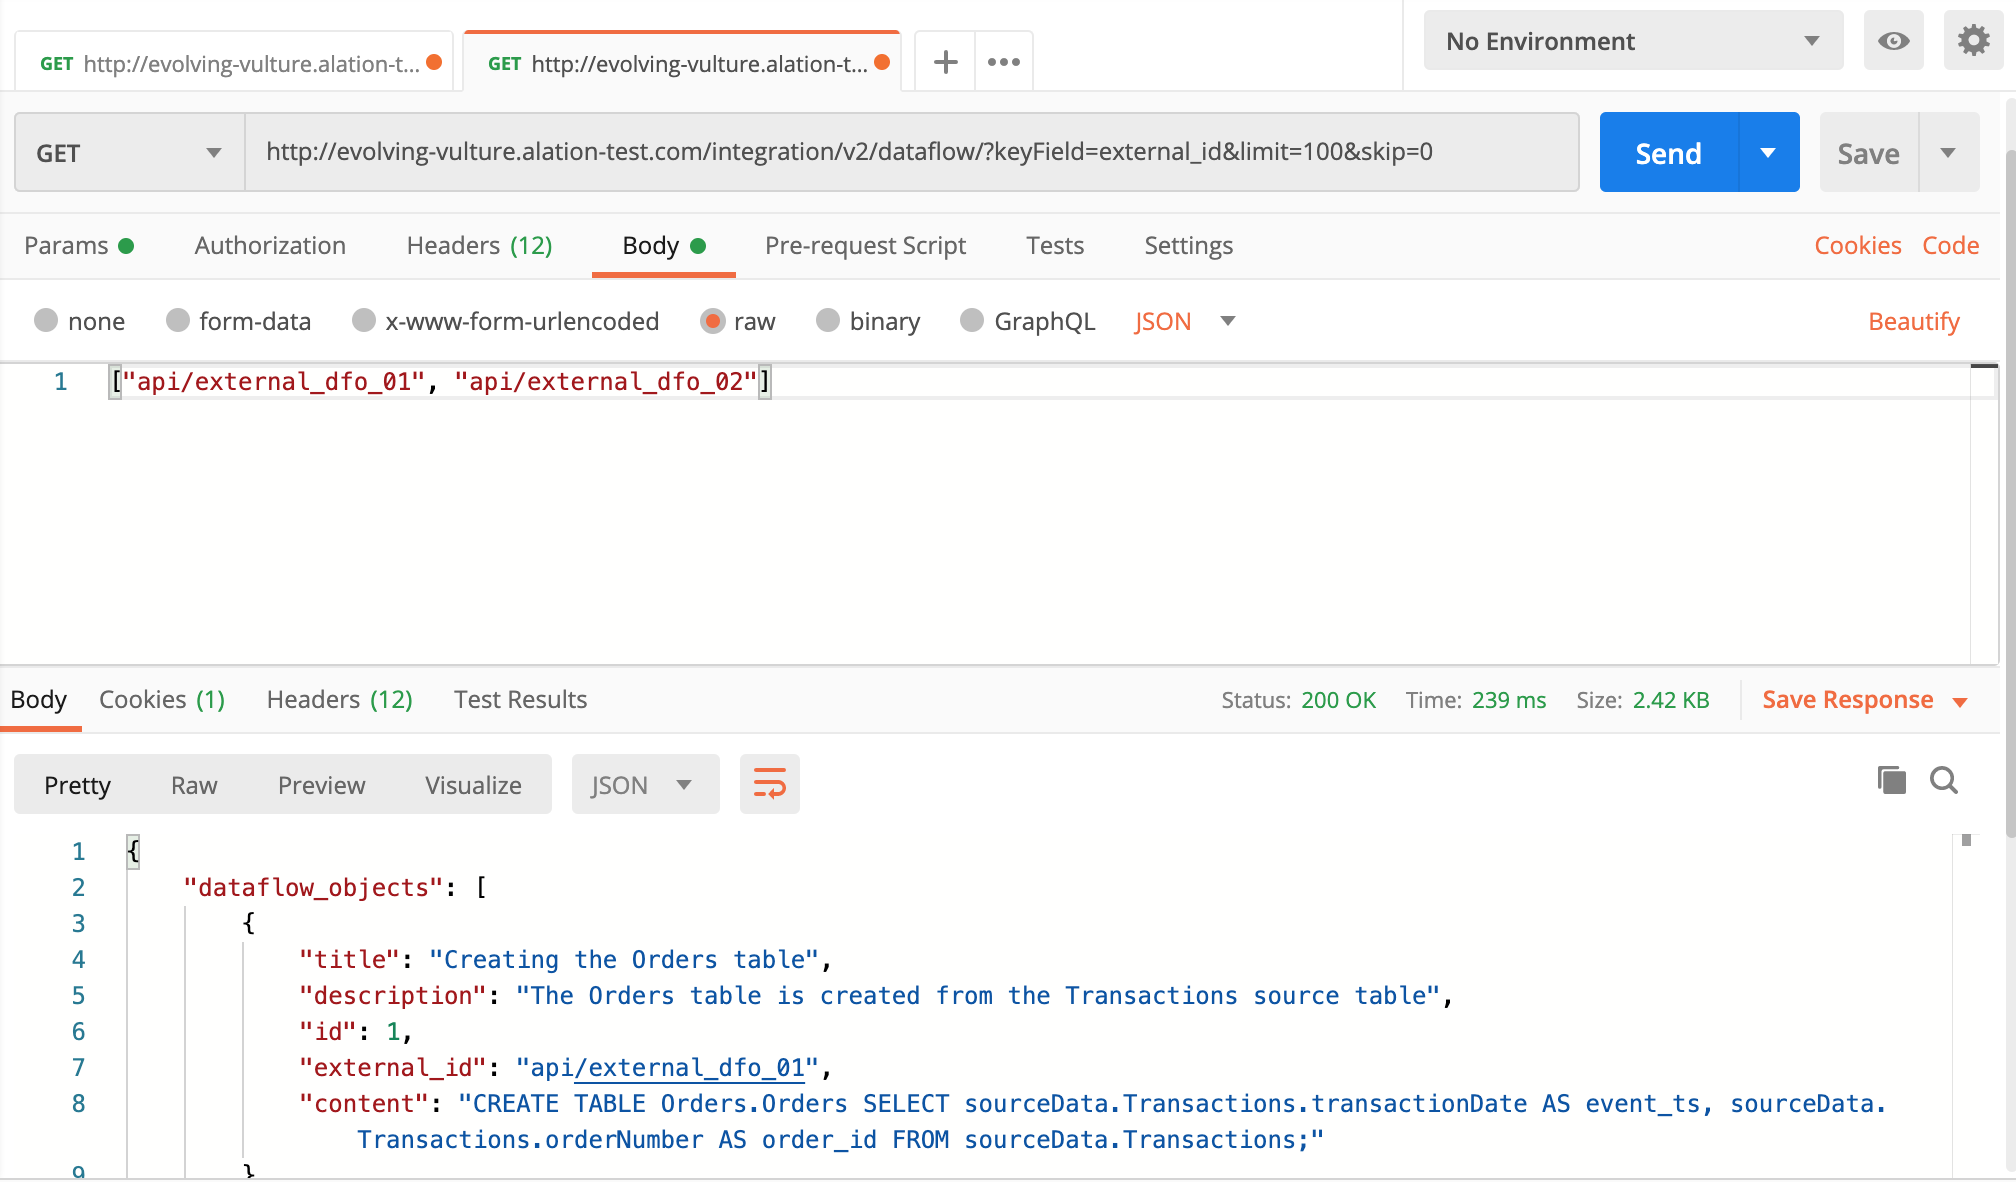 GET http://evolving-vulture.alation-t... GET http://evolving-vulture.alation-t... No Environment
GET http://evolving-vulture.alation-test.com/integration/v2/dataflow/?keyField=external_id&limit=100&skip=0 Send Save
Params Authorization Headers (12) Body Pre-request Script Tests Settings Cookies Code
none form-data x-www-form-urlencoded raw binary GraphQL JSON Beautify
1 ["api/external_dfo_01", "api/external_dfo_02"]
Body Cookies (1) Headers (12) Test Results Status: 200 OK Time: 239 ms Size: 2.42 KB Save Response
Pretty Raw Preview Visualize JSON
1 {
2 "dataflow_objects": [
3 {
4 "title": "Creating the Orders table",
5 "description": "The Orders table is created from the Transactions source table",
6 "id": 1,
7 "external_id": "api/external_dfo_01",
8 "content": "CREATE TABLE Orders.Orders SELECT sourceData.Transactions.transactionDate AS event_ts, sourceData.
Transactions.orderNumber AS order_id FROM sourceData.Transactions;"
9 }